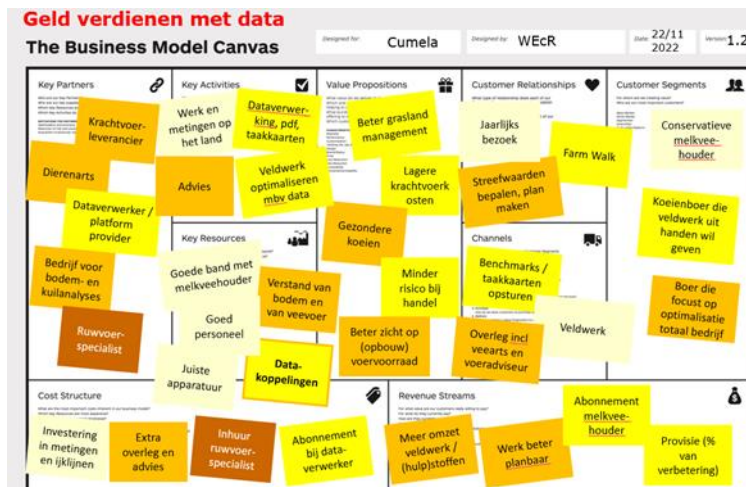 Geld verdienen met data
The Business Model Canvas
Designed for:
Cumela
Designed by:
WEcR
Date:
22/11
2022
Version:
1.2
Key Partners
Krachtvoer-
leverancier
Dierenarts
Dataverwerker /
platform
provider
Bedrijf voor
bodem- en
kuilanalyses
Ruwvoer-
specialist
Key Activities
Werk en
metingen op
het land
Dataverwer-
king, pdf,
taakkaarten
Advies
Veldwerk
optimaliseren
mbv data
Key Resources
Goede band met
melkveehouder
Verstand van
bodem en
van veevoer
Goed
personeel
Juiste
apparatuur
Data-
koppelingen
Value Propositions
Beter grasland
management
Lagere
krachtvoerk
osten
Gezondere
koeien
Minder
risico bij
handel
Beter zicht op
(opbouw)
voervoorraad
Customer Relationships
Jaarlijks
bezoek
Farm Walk
Streefwaarden
bepalen, plan
maken
Channels
Benchmarks /
taakkaarten
opsturen
Veldwerk
Overleg incl
veearts en
voeradviseur
Customer Segments
Conservatieve
melkvee-
houder
Koeienboer die
veldwerk uit
handen wil
geven
Boer die
focust op
optimalisatie
totaal bedrijf
Cost Structure
Investering
in metingen
en ijklijnen
Extra
overleg en
advies
Inhuur
ruwvoer-
specialist
Abonnement
bij data-
verwerker
Revenue Streams
Meer omzet
veldwerk /
(hulp)stoffen
Werk beter
planbaar
Abonnement
melkvee-
houder
Provisie (%
van
verbetering)